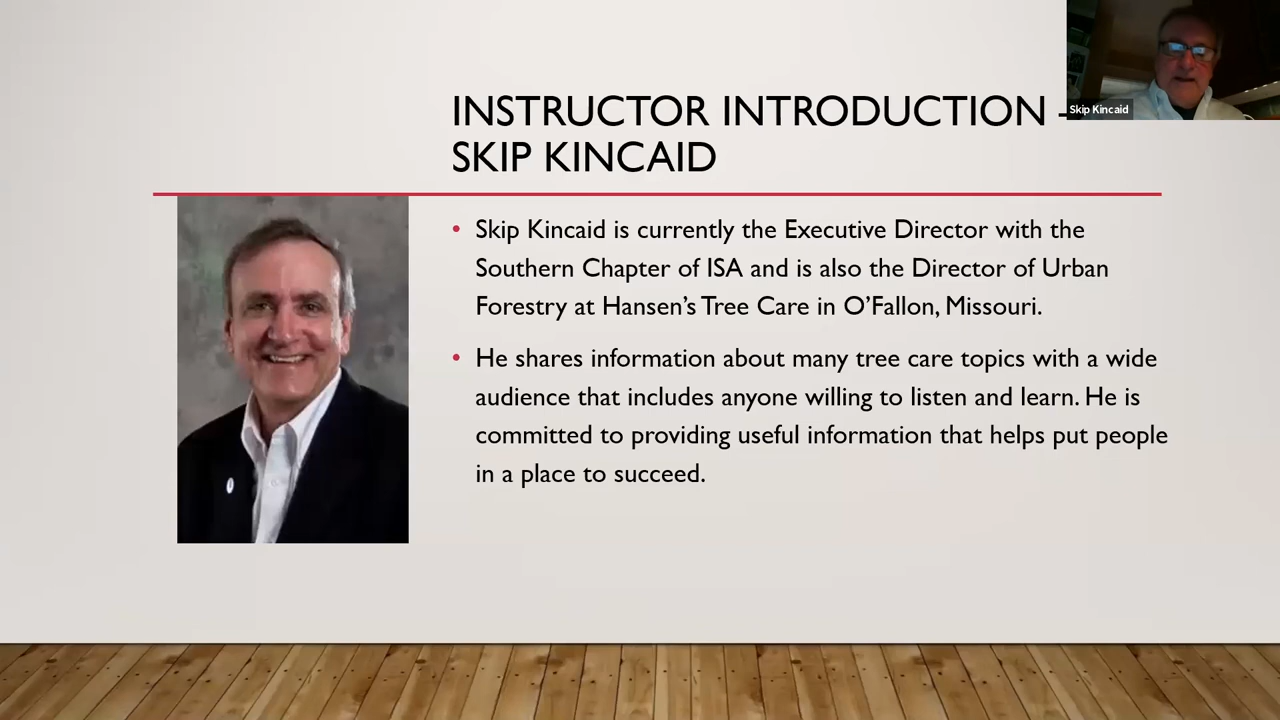 Skip Kincaid
INSTRUCTOR INTRODUCTION –
SKIP KINCAID
• Skip Kincaid is currently the Executive Director with the
Southern Chapter of ISA and is also the Director of Urban
Forestry at Hansen’s Tree Care in O’Fallon, Missouri.
• He shares information about many tree care topics with a wide
audience that includes anyone willing to listen and learn. He is
committed to providing useful information that helps put people
in a place to succeed.